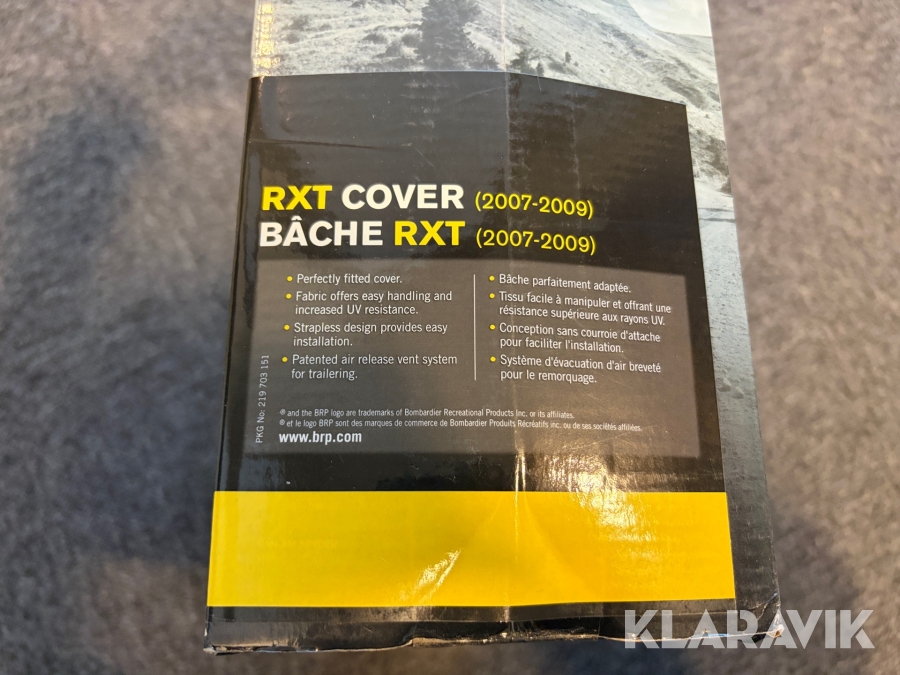 RXT COVER (2007-2009)
BÂCHE RXT (2007-2009)
• Perfectly fitted cover.
• Fabric offers easy handling and
increased UV resistance.
• Strapless design provides easy
installation.
• Patented air release vent system
for trailering.
• Bâche parfaitement adaptée.
• Tissu facile à manipuler et offrant une
résistance supérieure aux rayons UV.
• Conception sans courroie d'attache
pour faciliter l'installation.
• Système d'évacuation d'air breveté
pour le remorquage.
® and the BRP logo are trademarks of Bombardier Recreational Products Inc. or its affiliates.
® et le logo BRP sont des marques de commerce de Bombardier Produits Récréatifs inc. ou de ses sociétés affiliées.
www.brp.com
PKG No: 219 703 151
KLARAVIK